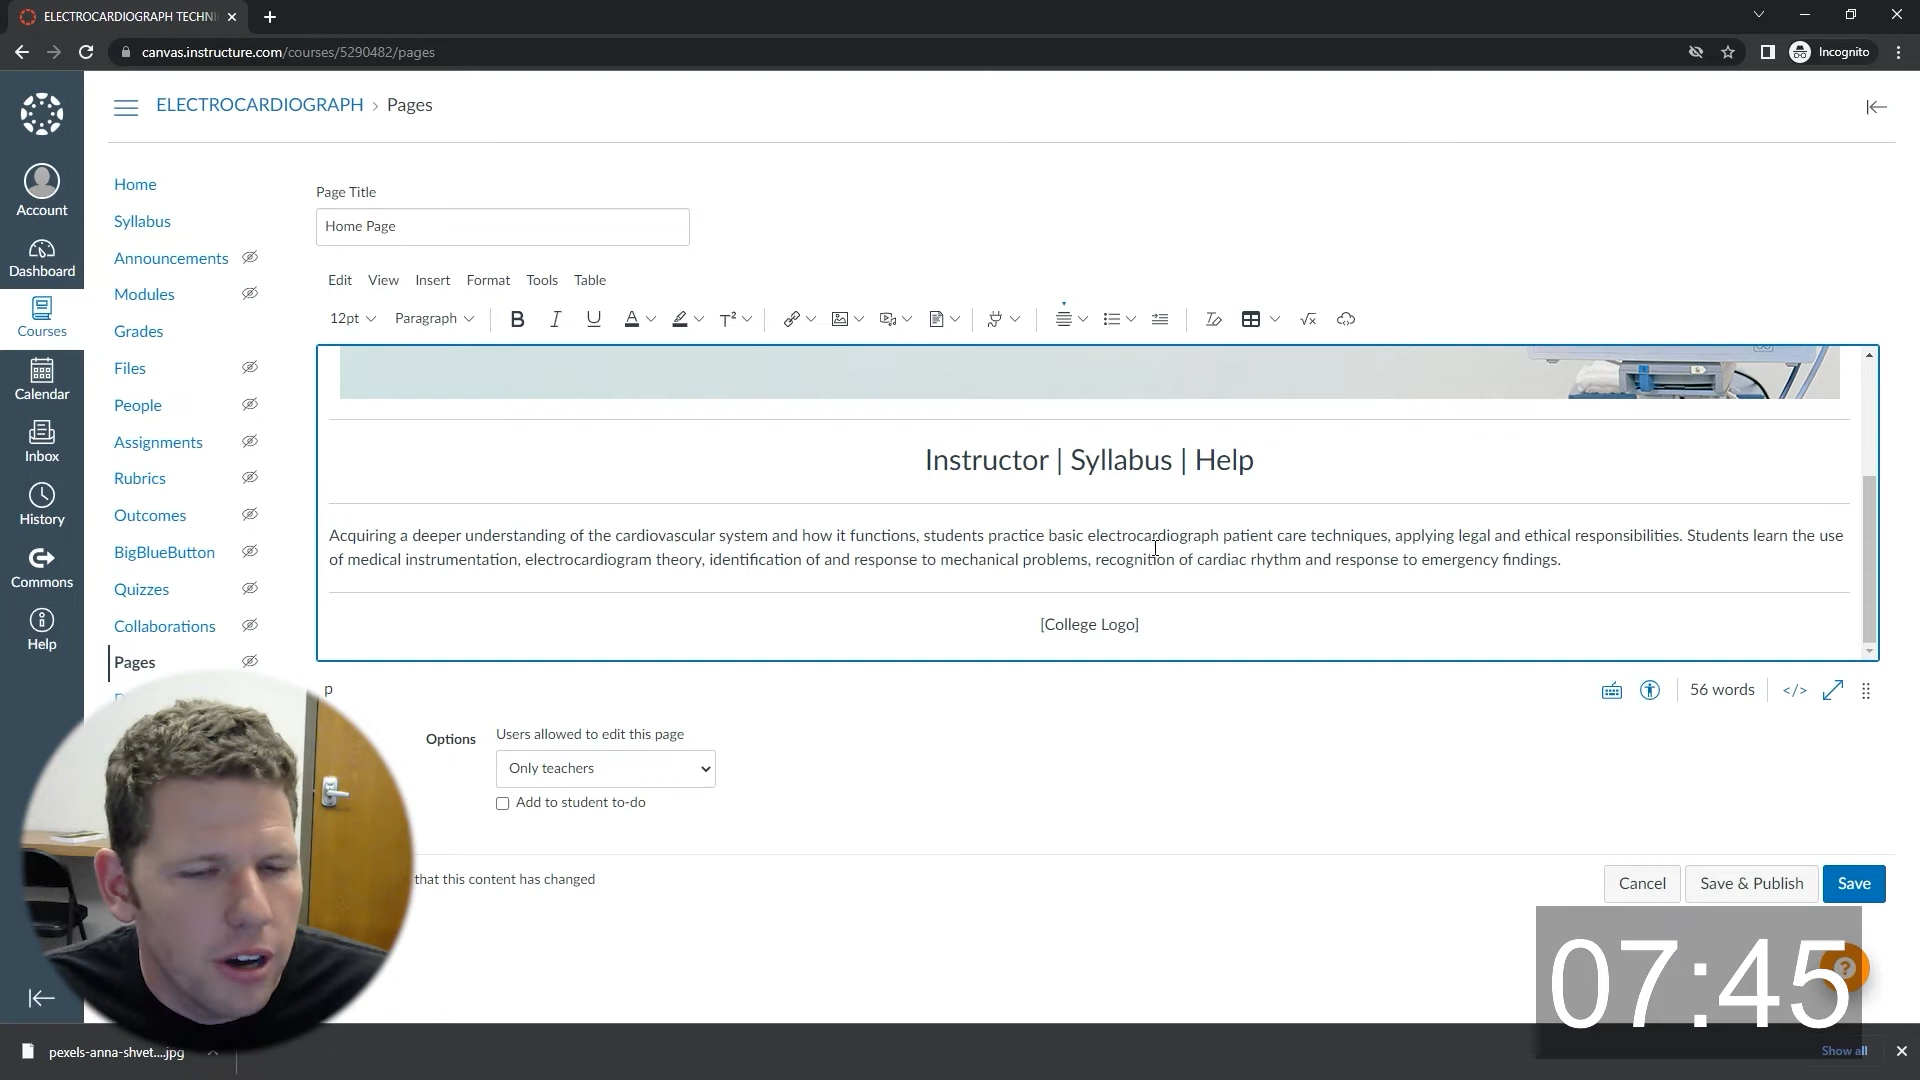 ELECTROCARDIOGRAPH TECHNI
canvas.instructure.com/courses/5290482/pages
Incognito
ELECTROCARDIOGRAPH > Pages
Account
Dashboard
Courses
Calendar
Inbox
History
Commons
Help
Home
Syllabus
Announcements
Modules
Grades
Files
People
Assignments
Rubrics
Outcomes
BigBlueButton
Quizzes
Collaborations
Pages
Page Title
Home Page
Edit View Insert Format Tools Table
12pt Paragraph
Instructor | Syllabus | Help
Acquiring a deeper understanding of the cardiovascular system and how it functions, students practice basic electrocardiograph patient care techniques, applying legal and ethical responsibilities. Students learn the use
of medical instrumentation, electrocardiogram theory, identification of and response to mechanical problems, recognition of cardiac rhythm and response to emergency findings.
[College Logo]
p
56 words </>
Options
Users allowed to edit this page
Only teachers
Add to student to-do
that this content has changed
Cancel Save & Publish Save
07:45
pexels-anna-shvet....jpg
Show all